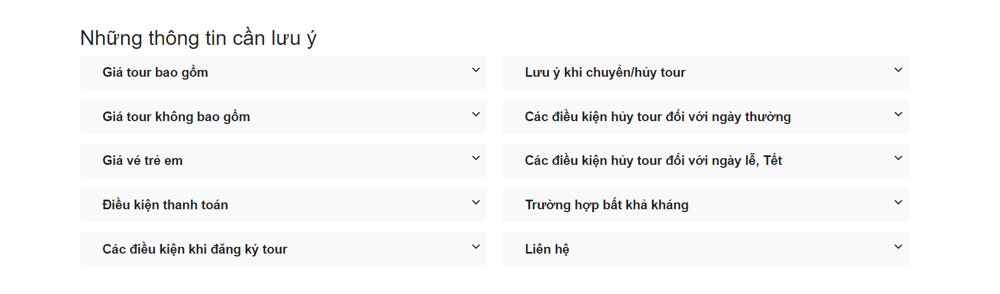 Những thông tin cần lưu ý
Giá tour bao gồm
Giá tour không bao gồm
Giá vé trẻ em
Điều kiện thanh toán
Các điều kiện khi đăng ký tour
Lưu ý khi chuyển/hủy tour
Các điều kiện hủy tour đối với ngày thường
Các điều kiện hủy tour đối với ngày lễ, Tết
Trường hợp bất khả kháng
Liên hệ